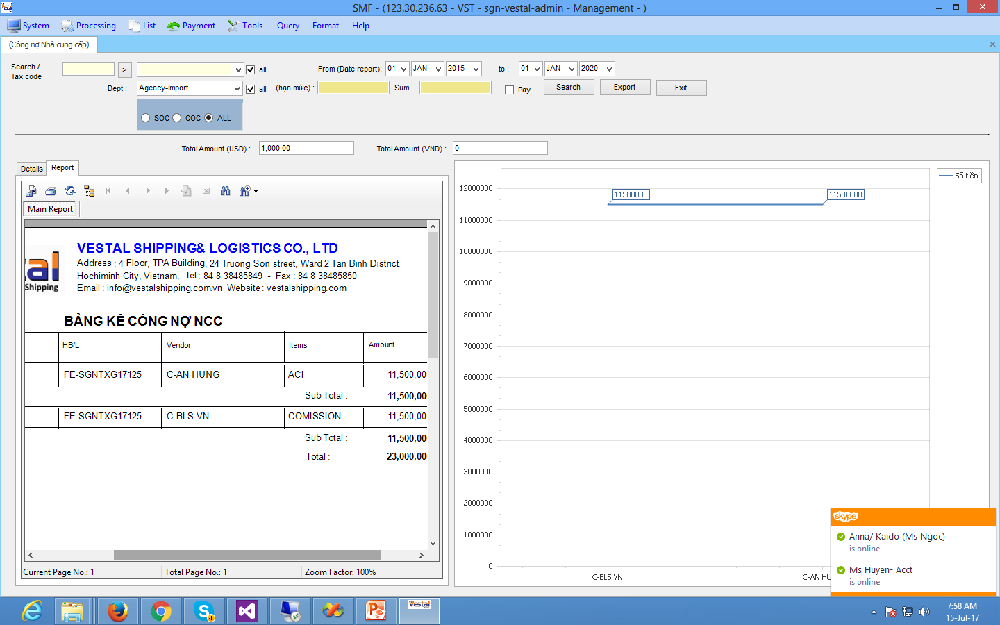 SMF - (123.30.236.63 - VST - sgn-vestal-admin - Management - )
System Processing List Payment Tools Query Format Help
(Công nợ Nhà cung cấp)
Search / Tax code
>
all
From (Date report): 01 JAN 2015 to : 01 JAN 2020
Dept : Agency-Import all (hạn mức) : Sum... Pay Search Export Exit
SOC COC ALL
Total Amount (USD) : 1,000.00 Total Amount (VND) : 0
Details Report
Main Report
VESTAL SHIPPING& LOGISTICS CO., LTD
Address : 4 Floor, TPA Building, 24 Truong Son street, Ward 2 Tan Binh District,
Hochiminh City, Vietnam. Tel : 84 8 38485849 - Fax : 84 8 38485850
Email : info@vestalshipping.com.vn Website : vestalshipping.com
Shipping
BẢNG KÊ CÔNG NỢ NCC
HB/L Vendor Items Amount
FE-SGNTXG17125 C-AN HUNG ACI 11,500,00
Sub Total : 11,500,00
FE-SGNTXG17125 C-BLS VN COMISSION 11,500,00
Sub Total : 11,500,00
Total : 23,000,00
Current Page No.: 1 Total Page No.: 1 Zoom Factor: 100%
Số tiền
11500000 11500000
12000000
11000000
10000000
9000000
8000000
7000000
6000000
5000000
4000000
3000000
2000000
1000000
0
C-BLS VN C-AN HU
skype
Anna/ Kaido (Ms Ngoc)
is online
Ms Huyen- Acct
is online
4
Vestal
7:58 AM
15-Jul-17